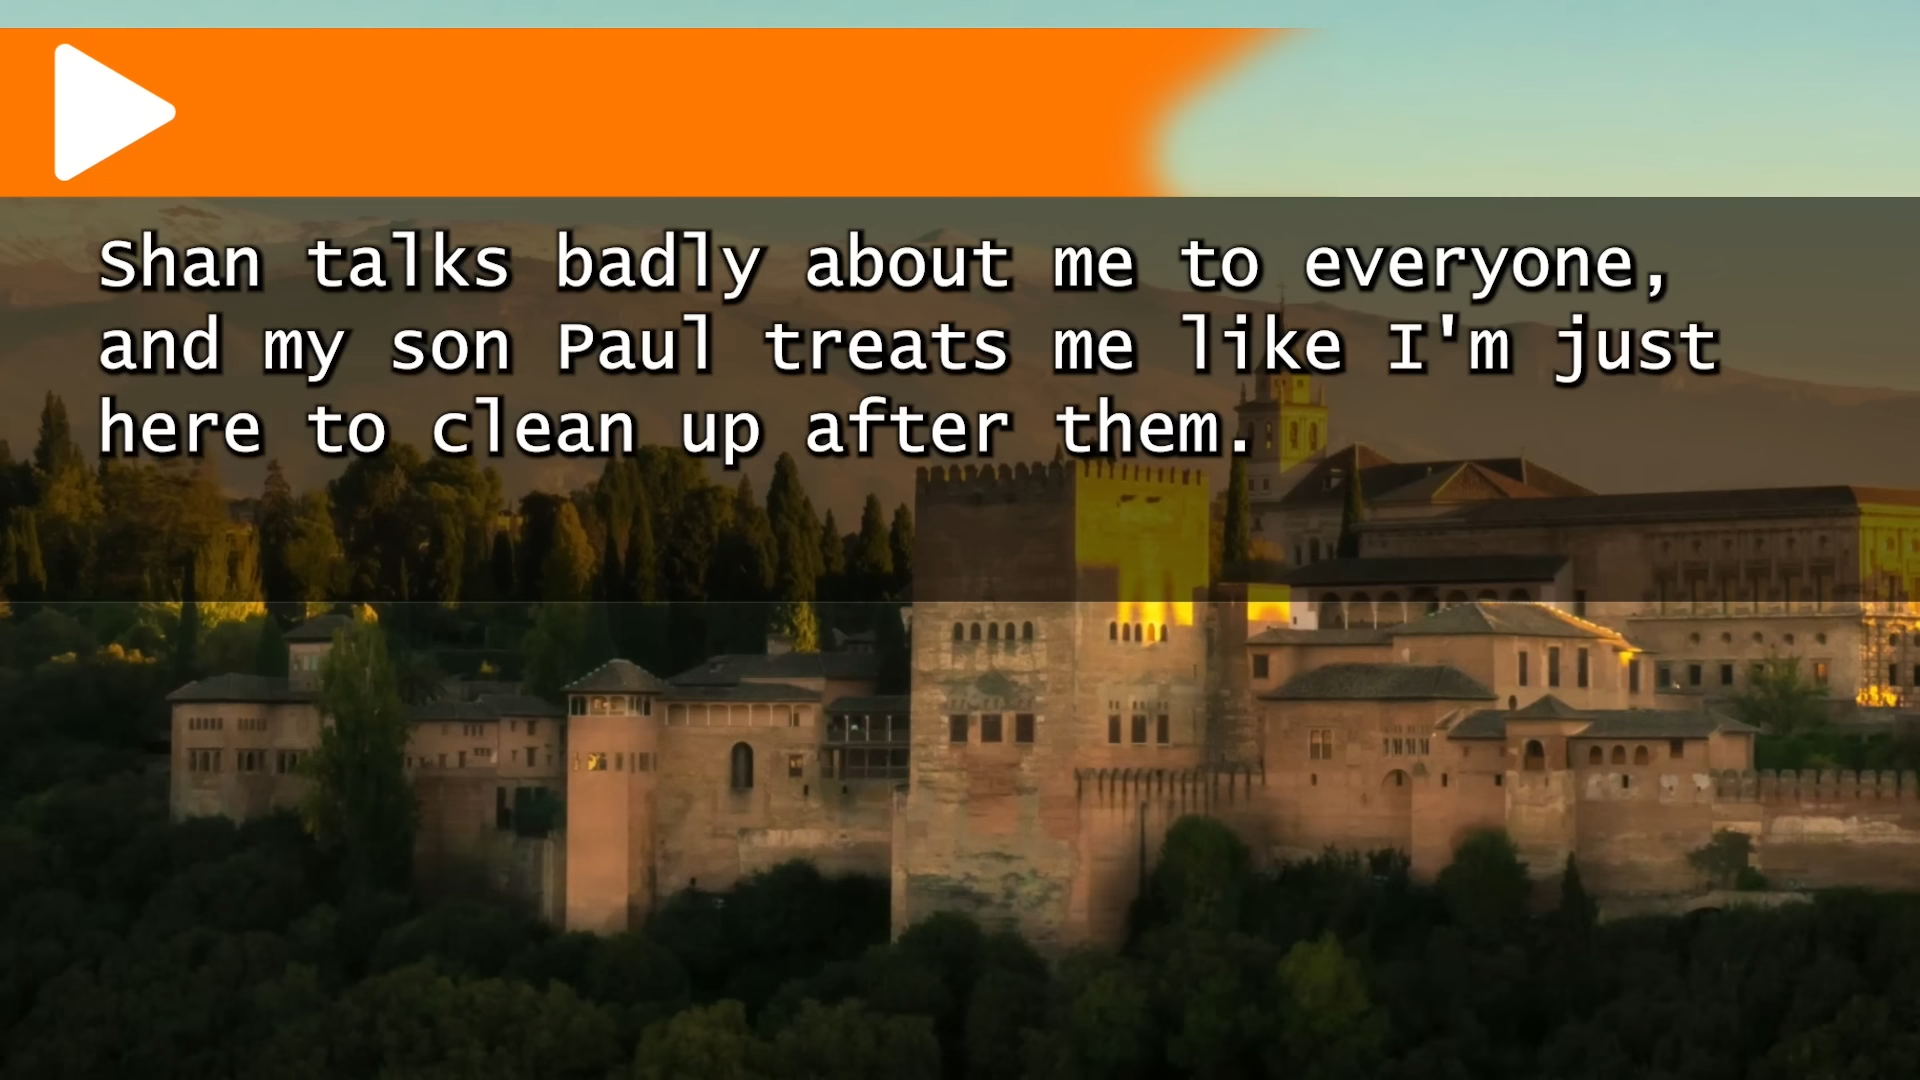 Shan talks badly about me to everyone,
and my son Paul treats me like I'm just
here to clean up after them.